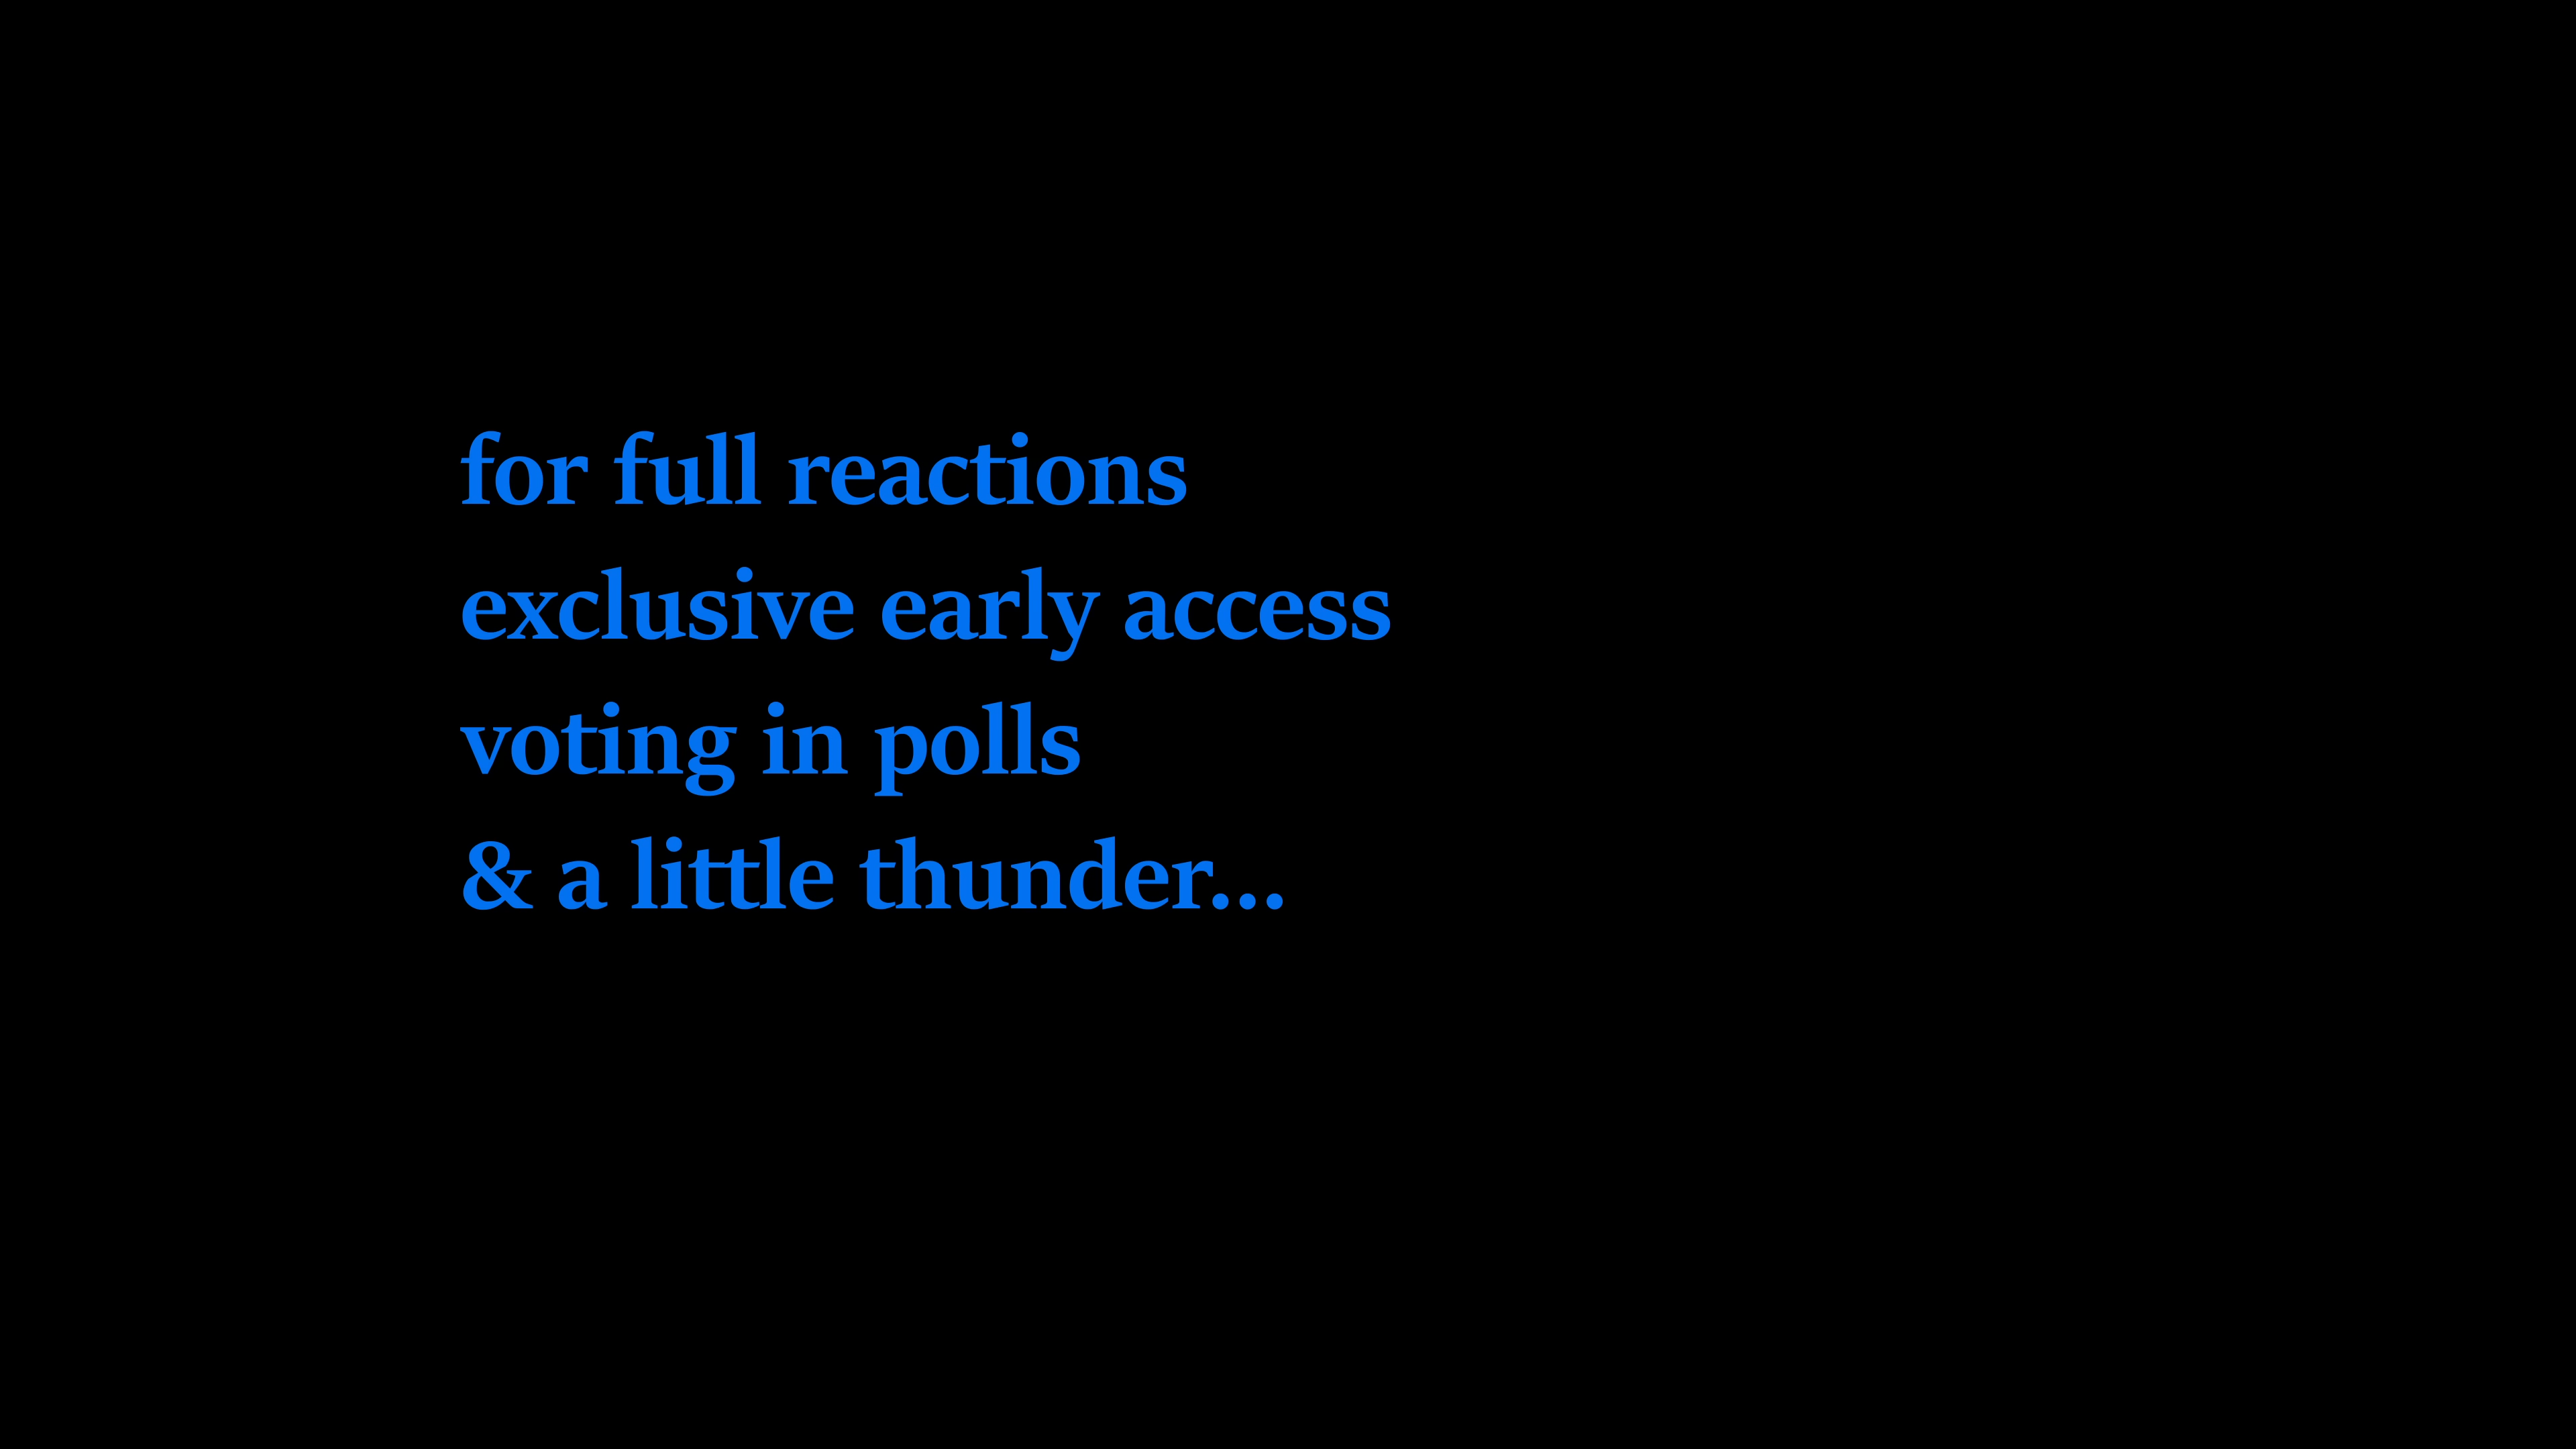 for full reactions
exclusive early access
voting in polls
& a little thunder...